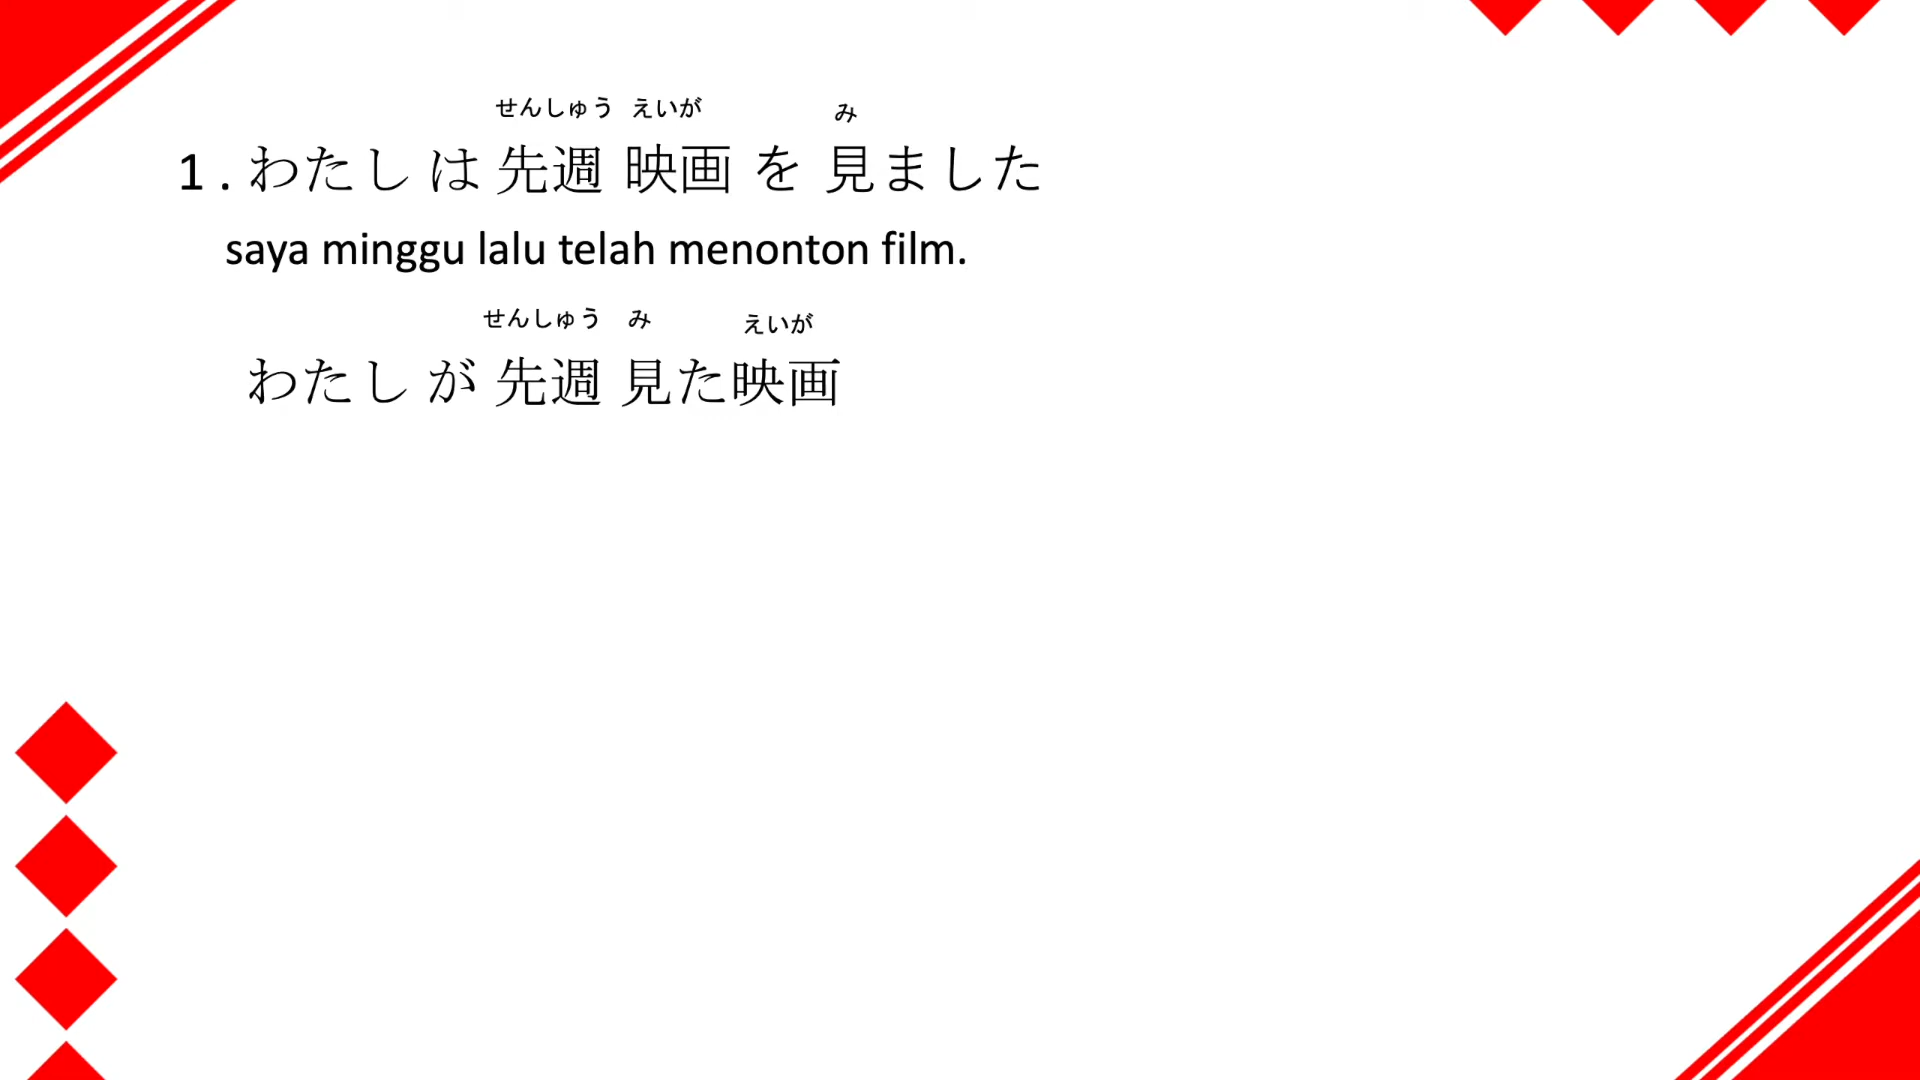 せんしゅう えいが み
1 . わたし は 先週 映画 を 見ました
saya minggu lalu telah menonton film.
せんしゅう み えいが
わたし が 先週 見た映画